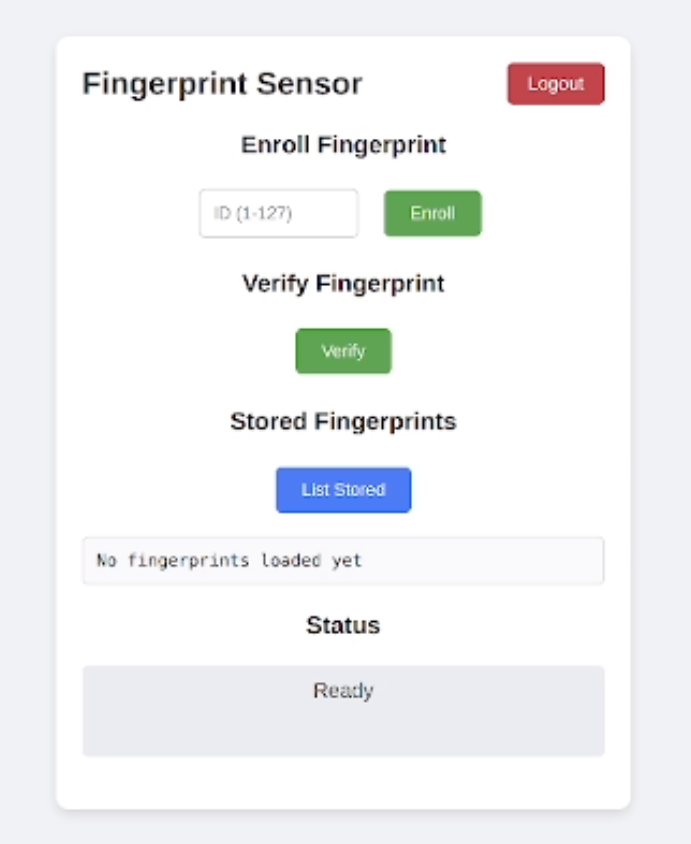 Fingerprint Sensor
Logout
Enroll Fingerprint
ID (1-127)
Enroll
Verify Fingerprint
Verify
Stored Fingerprints
List Stored
No fingerprints loaded yet
Status
Ready